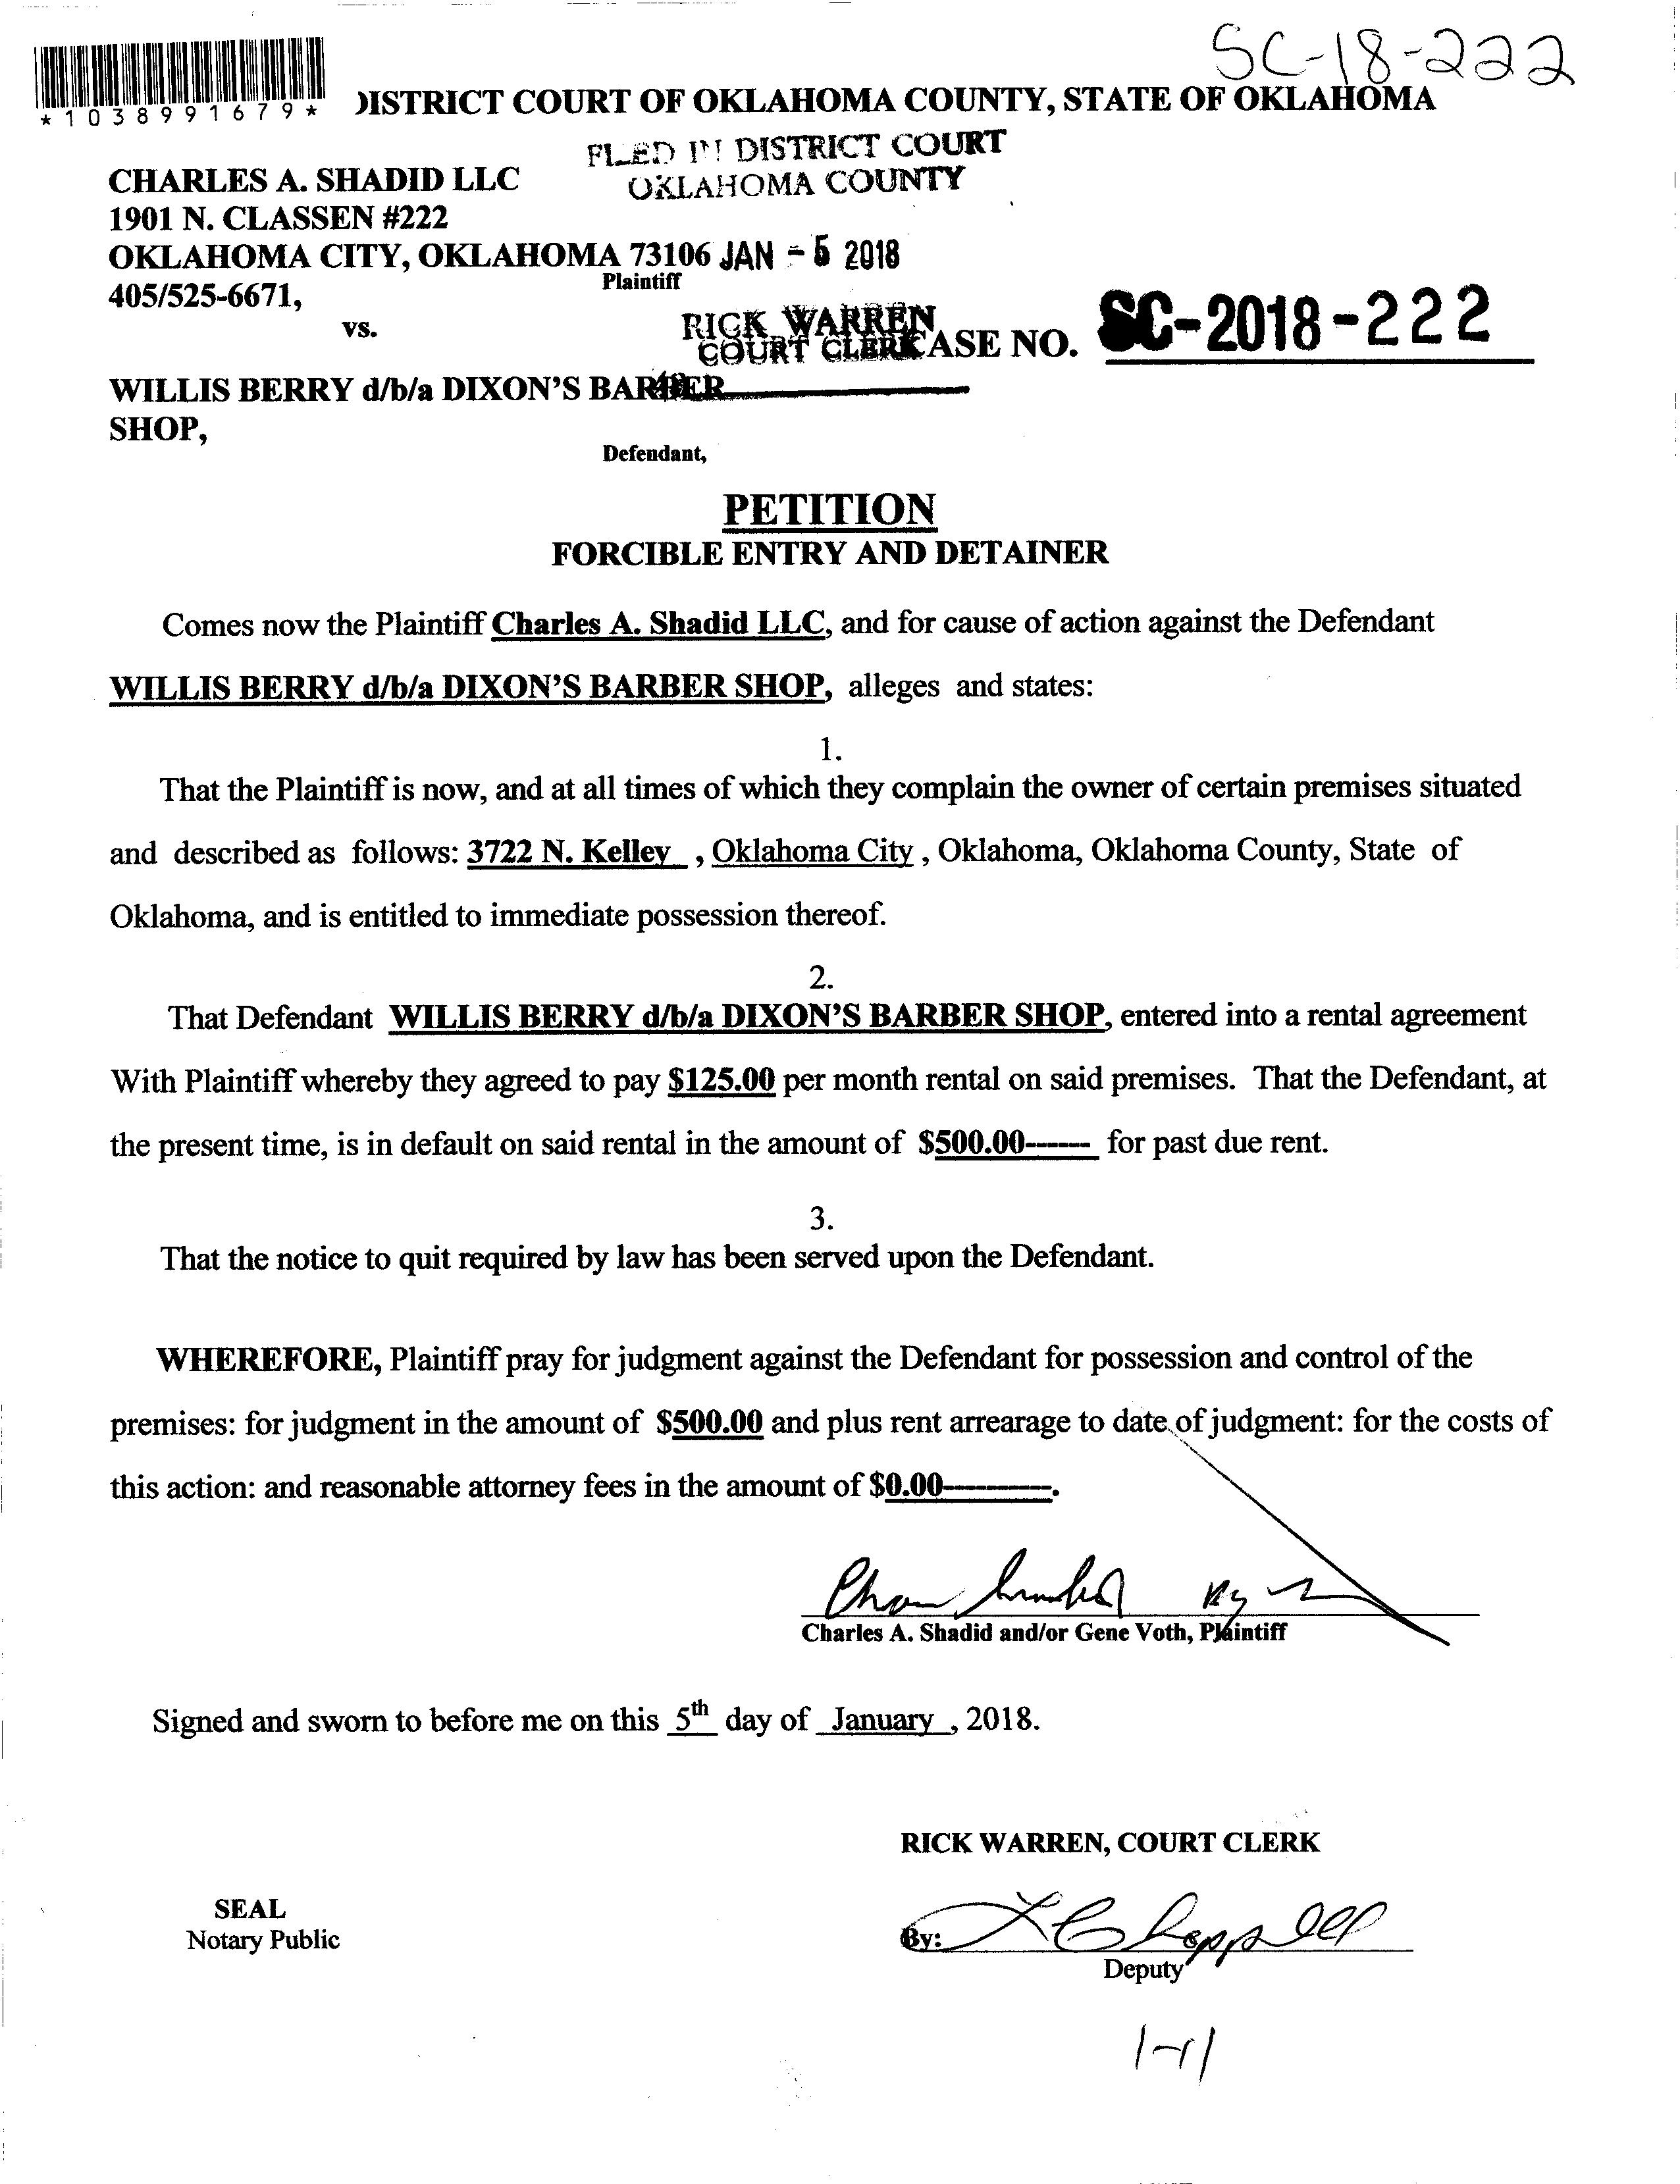 SC-18-222
*1038991679*
DISTRICT COURT OF OKLAHOMA COUNTY, STATE OF OKLAHOMA
FILED IN DISTRICT COURT
OKLAHOMA COUNTY
CHARLES A. SHADID LLC
1901 N. CLASSEN #222
OKLAHOMA CITY, OKLAHOMA 73106 JAN - 5 2018
Plaintiff
405/525-6671,
vs.
RICK WARREN
COURT CLERK
CASE NO. SC-2018-222
WILLIS BERRY d/b/a DIXON'S BARBER
SHOP,
Defendant,
PETITION
FORCIBLE ENTRY AND DETAINER
Comes now the Plaintiff Charles A. Shadid LLC, and for cause of action against the Defendant
WILLIS BERRY d/b/a DIXON'S BARBER SHOP, alleges and states:
1.
That the Plaintiff is now, and at all times of which they complain the owner of certain premises situated
and described as follows: 3722 N. Kelley , Oklahoma City , Oklahoma, Oklahoma County, State of
Oklahoma, and is entitled to immediate possession thereof.
2.
That Defendant WILLIS BERRY d/b/a DIXON'S BARBER SHOP, entered into a rental agreement
With Plaintiff whereby they agreed to pay $125.00 per month rental on said premises. That the Defendant, at
the present time, is in default on said rental in the amount of $500.00------ for past due rent.
3.
That the notice to quit required by law has been served upon the Defendant.
WHEREFORE, Plaintiff pray for judgment against the Defendant for possession and control of the
premises: for judgment in the amount of $500.00 and plus rent arrearage to date of judgment: for the costs of
this action: and reasonable attorney fees in the amount of $0.00----------.
Charles A. Shadid and/or Gene Voth, Plaintiff
Signed and sworn to before me on this 5th day of January , 2018.
RICK WARREN, COURT CLERK
SEAL
Notary Public
By:
Deputy
1-11